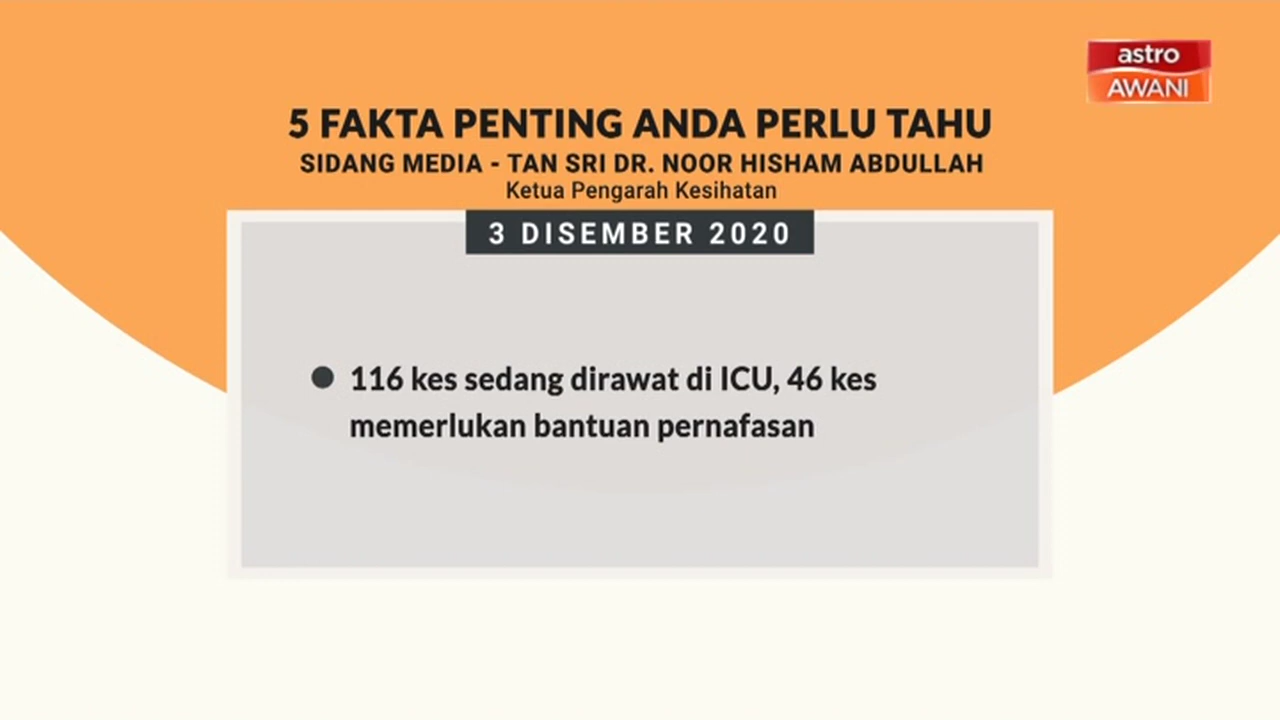 astro
AWANI
5 FAKTA PENTING ANDA PERLU TAHU
SIDANG MEDIA - TAN SRI DR. NOOR HISHAM ABDULLAH
Ketua Pengarah Kesihatan
3 DISEMBER 2020
116 kes sedang dirawat di ICU, 46 kes
memerlukan bantuan pernafasan